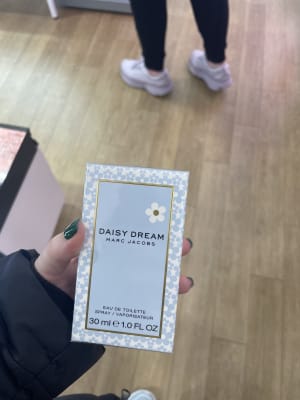 DAISY DREAM
MARC JACOBS
EAU DE TOILETTE
SPRAY / VAPORISATEUR
30 ml ℮ 1.0 FL OZ